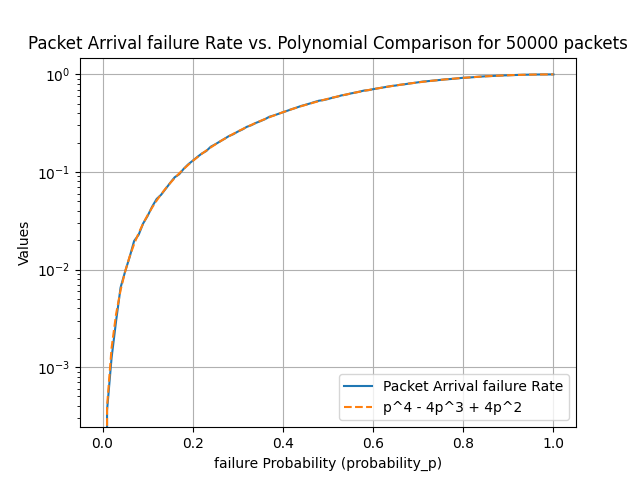 Packet Arrival failure Rate vs. Polynomial Comparison for 50000 packets
10^0
10^-1
10^-2
10^-3
Values
Packet Arrival failure Rate
p^4 - 4p^3 + 4p^2
0.0 0.2 0.4 0.6 0.8 1.0
failure Probability (probability_p)